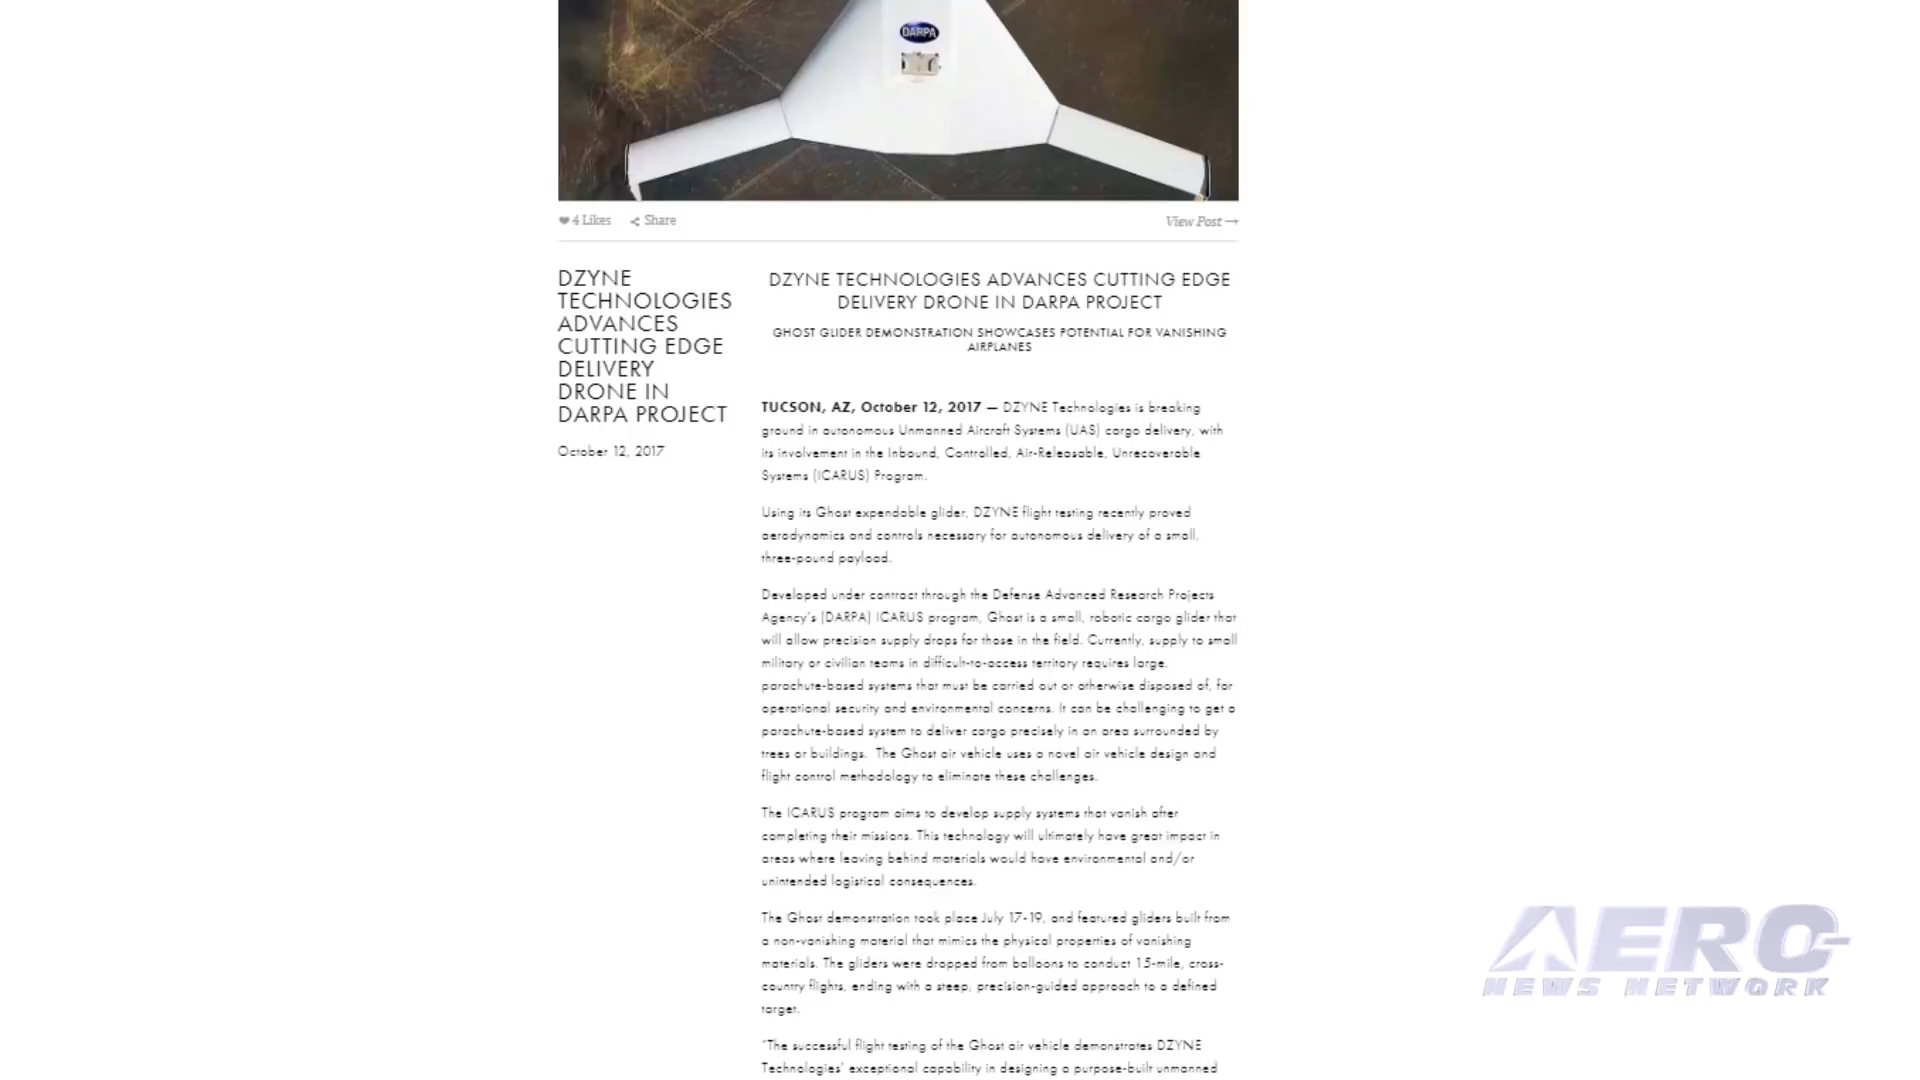 DARPA
4 Likes Share View Post →
DZYNE
TECHNOLOGIES
ADVANCES
CUTTING EDGE
DELIVERY
DRONE IN
DARPA PROJECT
October 12, 2017
DZYNE TECHNOLOGIES ADVANCES CUTTING EDGE
DELIVERY DRONE IN DARPA PROJECT
GHOST GLIDER DEMONSTRATION SHOWCASES POTENTIAL FOR VANISHING
AIRPLANES
TUCSON, AZ, October 12, 2017 — DZYNE Technologies is breaking
ground in autonomous Unmanned Aircraft Systems (UAS) cargo delivery, with
its involvement in the Inbound, Controlled, Air-Releasable, Unrecoverable
Systems (ICARUS) Program.
Using its Ghost expendable glider, DZYNE flight testing recently proved
aerodynamics and controls necessary for autonomous delivery of a small,
three-pound payload.
Developed under contract through the Defense Advanced Research Projects
Agency's (DARPA) ICARUS program, Ghost is a small, robotic cargo glider that
will allow precision supply drops for those in the field. Currently, supply to small
military or civilian teams in difficult-to-access territory requires large,
parachute-based systems that must be carried out or otherwise disposed of, for
operational security and environmental concerns. It can be challenging to get a
parachute-based system to deliver cargo precisely in an area surrounded by
trees or buildings. The Ghost air vehicle uses a novel air vehicle design and
flight control methodology to eliminate these challenges.
The ICARUS program aims to develop supply systems that vanish after
completing their missions. This technology will ultimately have great impact in
areas where leaving behind materials would have environmental and/or
unintended logistical consequences.
The Ghost demonstration took place July 17-19, and featured gliders built from
a non-vanishing material that mimics the physical properties of vanishing
materials. The gliders were dropped from balloons to conduct 15-mile, cross-
country flights, ending with a steep, precision-guided approach to a defined
target.
"The successful flight testing of the Ghost air vehicle demonstrates DZYNE
Technologies' exceptional capability in designing a purpose-built unmanned
AERO
NEWS NETWORK